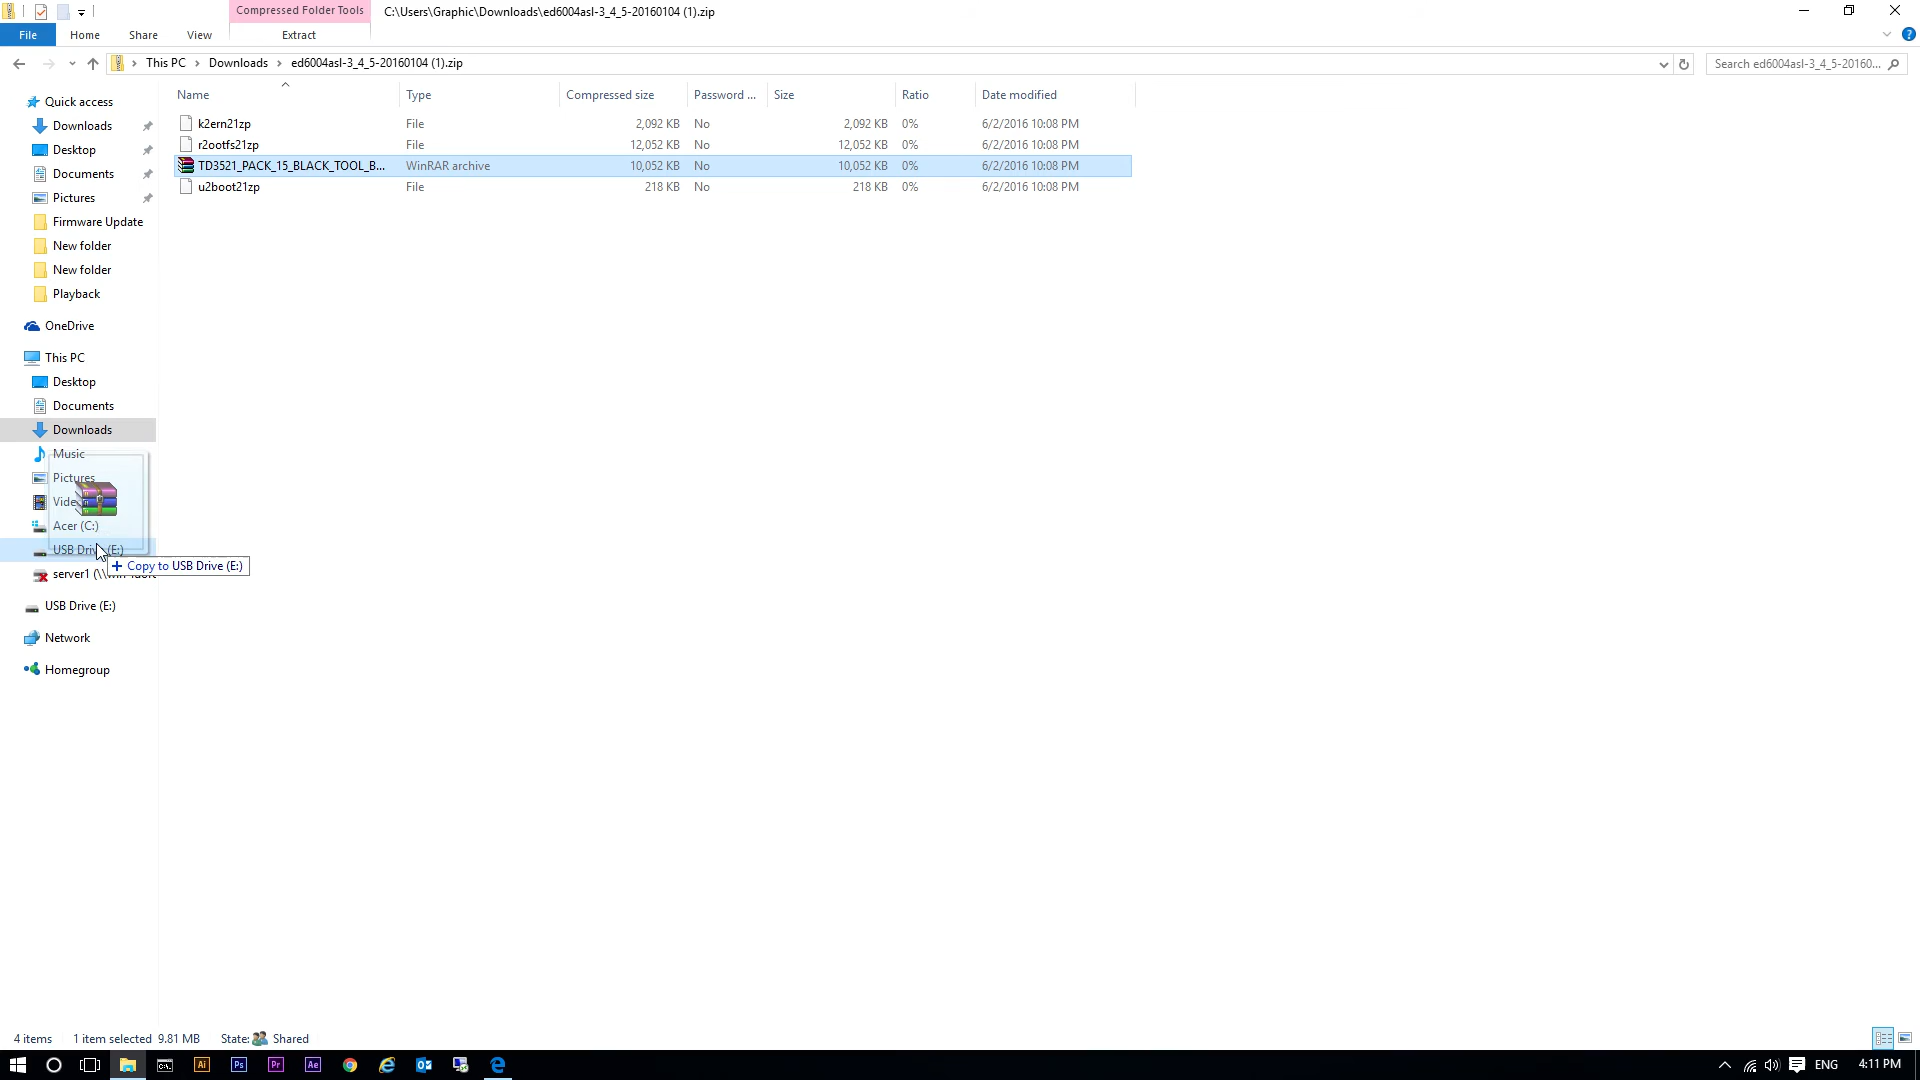 Compressed Folder Tools
C:\Users\Graphic\Downloads\ed6004asl-3_4_5-20160104 (1).zip
File Home Share View Extract
This PC Downloads ed6004asl-3_4_5-20160104 (1).zip
Search ed6004asl-3_4_5-20160...
Name Type Compressed size Password ... Size Ratio Date modified
k2ern21zp File 2,092 KB No 2,092 KB 0% 6/2/2016 10:08 PM
r2ootfs21zp File 12,052 KB No 12,052 KB 0% 6/2/2016 10:08 PM
TD3521_PACK_15_BLACK_TOOL_B... WinRAR archive 10,052 KB No 10,052 KB 0% 6/2/2016 10:08 PM
u2boot21zp File 218 KB No 218 KB 0% 6/2/2016 10:08 PM
Quick access
Downloads
Desktop
Documents
Pictures
Firmware Update
New folder
New folder
Playback
OneDrive
This PC
Desktop
Documents
Downloads
Music
Pictures
Acer (C:)
USB Drive (E:)
Copy to USB Drive (E:)
server1
USB Drive (E:)
Network
Homegroup
4 items 1 item selected 9.81 MB State: Shared
Ai Ps Pr Ae
ENG 4:11 PM